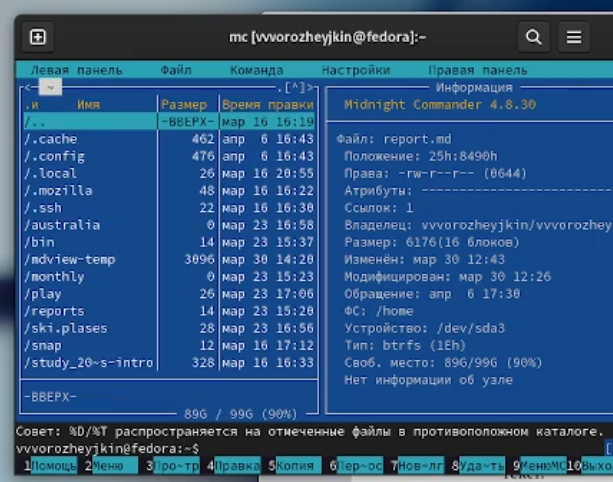 mc [vvvorozheyjkin@fedora]:~
Левая панель Файл Команда Настройки Правая панель
<─ ~ .[^]>
.и Имя Размер Время правки
/.. -ВВЕРХ- мар 16 16:19
/.cache 462 апр 6 16:43
/.config 476 апр 6 16:43
/.local 26 мар 16 20:55
/.mozilla 48 мар 16 16:22
/.ssh 22 мар 16 16:30
/australia 0 мар 23 16:58
/bin 14 мар 23 15:37
/mdview-temp 3096 мар 30 14:20
/monthly 0 мар 23 15:23
/play 26 мар 23 17:06
/reports 14 мар 23 15:20
/ski.plases 28 мар 23 16:56
/snap 12 мар 16 17:12
/study_20~s-intro 328 мар 16 16:33
-ВВЕРХ-
89G / 99G (90%)
Информация
Midnight Commander 4.8.30
Файл: report.md
Положение: 25h:8490h
Права: -rw-r--r-- (0644)
Атрибуты: ------------------------
Ссылок: 1
Владелец: vvvorozheyjkin/vvvorozhey
Размер: 6176(16 блоков)
Изменён: мар 30 12:43
Модифицирован: мар 30 12:26
Обращение: апр 6 17:30
ФС: /home
Устройство: /dev/sda3
Тип: btrfs (1Eh)
Своб. место: 89G/99G (90%)
Нет информации об узле
Совет: %D/%T распространяется на отмеченные файлы в противоположном каталоге.
vvvorozheyjkin@fedora:~$ [
1Помощь 2Меню 3Про~тр 4Правка 5Копия 6Пер~ос 7Нов~лг 8Уда~ть 9МенюMC 10Выхо